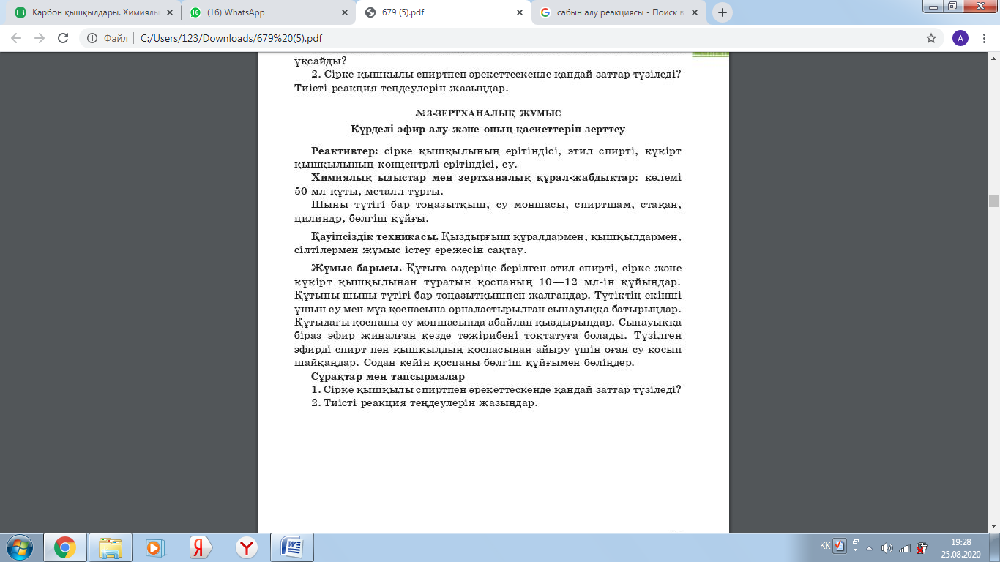 Карбон қышқылдары. Химиялы
(16) WhatsApp
679 (5).pdf
сабын алу реакциясы - Поиск в
Файл
C:/Users/123/Downloads/679%20(5).pdf
A
ұқсайды?
2. Сірке қышқылы спиртпен әрекеттескенде қандай заттар түзіледі?
Тиісті реакция теңдеулерін жазыңдар.
№3-ЗЕРТХАНАЛЫҚ ЖҰМЫС
Күрделі эфир алу және оның қасиеттерін зерттеу
Реактивтер: сірке қышқылының ерітіндісі, этил спирті, күкірт
қышқылының концентрлі ерітіндісі, су.
Химиялық ыдыстар мен зертханалық құрал-жабдықтар: көлемі
50 мл құты, металл тұрғы.
Шыны түтігі бар тоңазытқыш, су моншасы, спиртшам, стақан,
цилиндр, бөлгіш құйғы.
Қауіпсіздік техникасы. Қыздырғыш құралдармен, қышқылдармен,
сілтілермен жұмыс істеу ережесін сақтау.
Жұмыс барысы. Құтыға өздеріңе берілген этил спирті, сірке және
күкірт қышқылынан тұратын қоспаның 10—12 мл-ін құйыңдар.
Құтыны шыны түтігі бар тоңазытқышпен жалғаңдар. Түтіктің екінші
ұшын су мен мұз қоспасына орналастырылған сынауыққа батырыңдар.
Құтыдағы қоспаны су моншасында абайлап қыздырыңдар. Сынауыққа
біраз эфир жиналған кезде тәжірибені тоқтатуға болады. Түзілген
эфирді спирт пен қышқылдың қоспасынан айыру үшін оған су қосып
шайқаңдар. Содан кейін қоспаны бөлгіш құйғымен бөліңдер.
Сұрақтар мен тапсырмалар
1. Сірке қышқылы спиртпен әрекеттескенде қандай заттар түзіледі?
2. Тиісті реакция теңдеулерін жазыңдар.
KK
19:28
25.08.2020